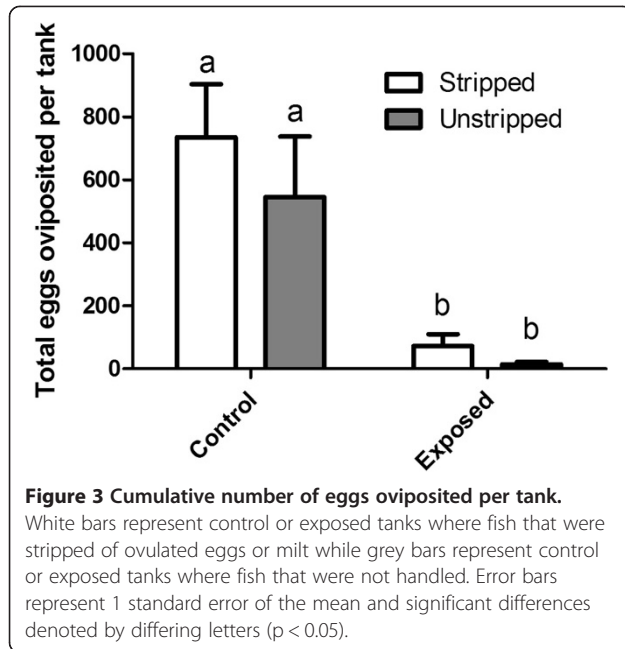 1000
800
600
400
200
0
Total eggs oviposited per tank
a
a
b
b
Stripped
Unstripped
Control
Exposed
Figure 3 Cumulative number of eggs oviposited per tank.
White bars represent control or exposed tanks where fish that were
stripped of ovulated eggs or milt while grey bars represent control
or exposed tanks where fish that were not handled. Error bars
represent 1 standard error of the mean and significant differences
denoted by differing letters (p < 0.05).